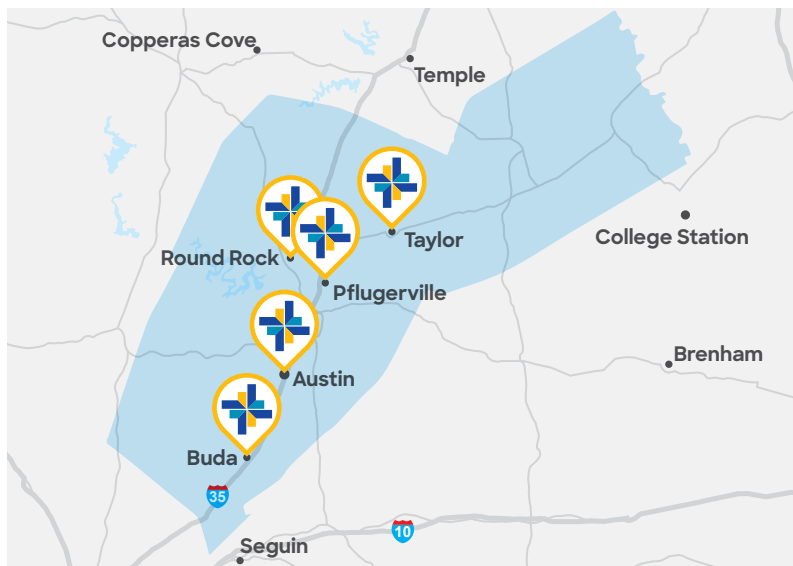 Copperas Cove
Temple
College Station
Taylor
Round Rock
Pflugerville
Brenham
Austin
Buda
35
10
Seguin